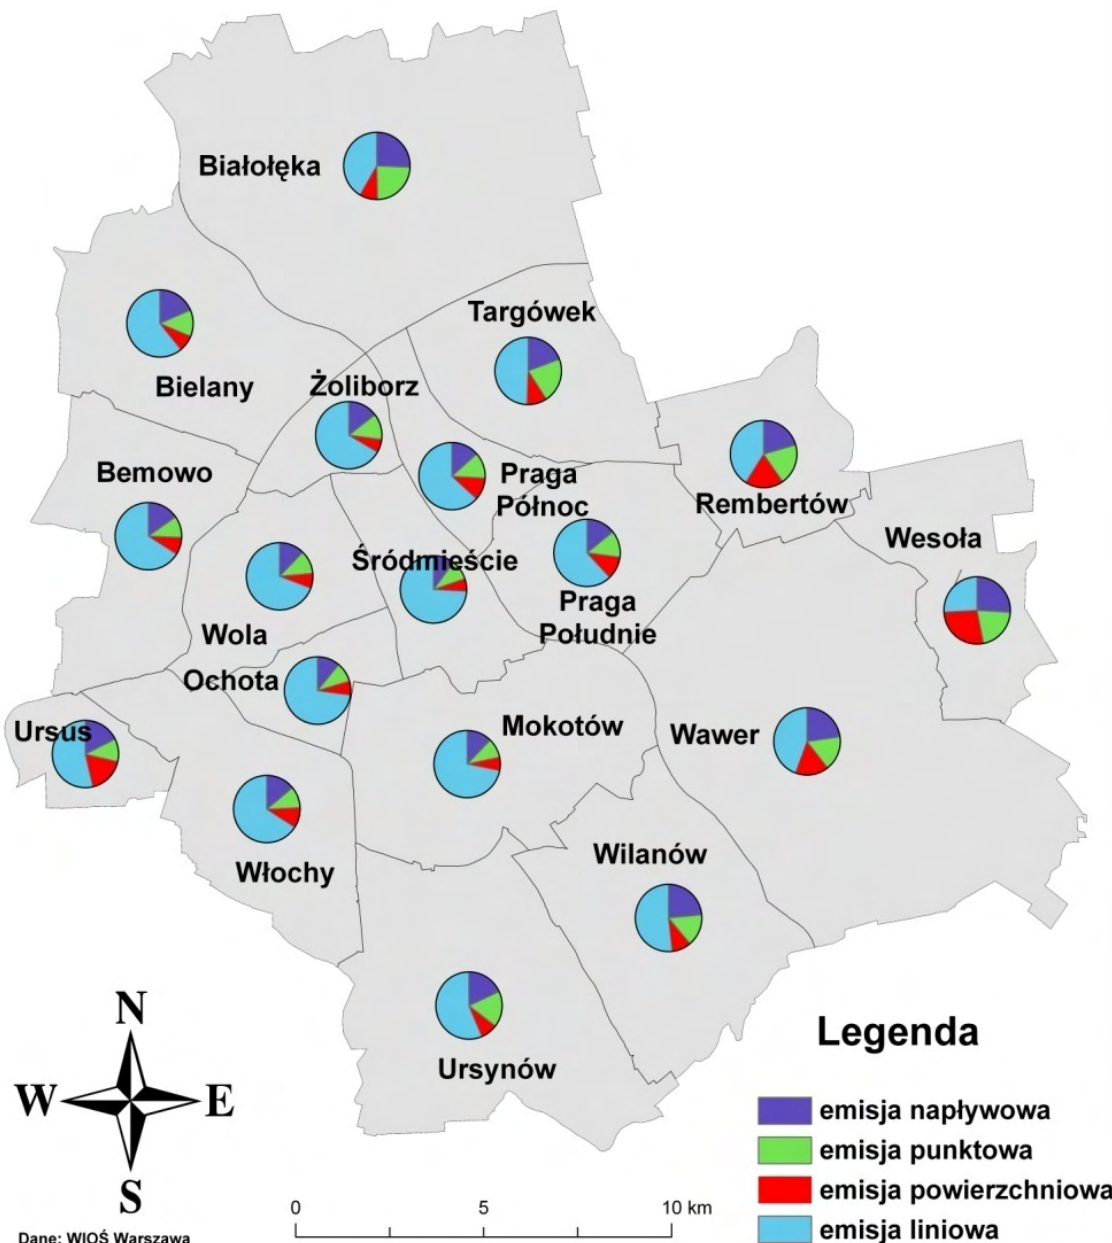 Białołęka
Targówek
Bielany
Żoliborz
Bemowo
Praga
Północ
Rembertów
Wesoła
Śródmieście
Praga
Południe
Wola
Ochota
Ursus
Mokotów
Wawer
Włochy
Wilanów
Ursynów
N
W E
S
Legenda
emisja napływowa
emisja punktowa
emisja powierzchniowa
emisja liniowa
0 5 10 km
Dane: WIOŚ Warszawa